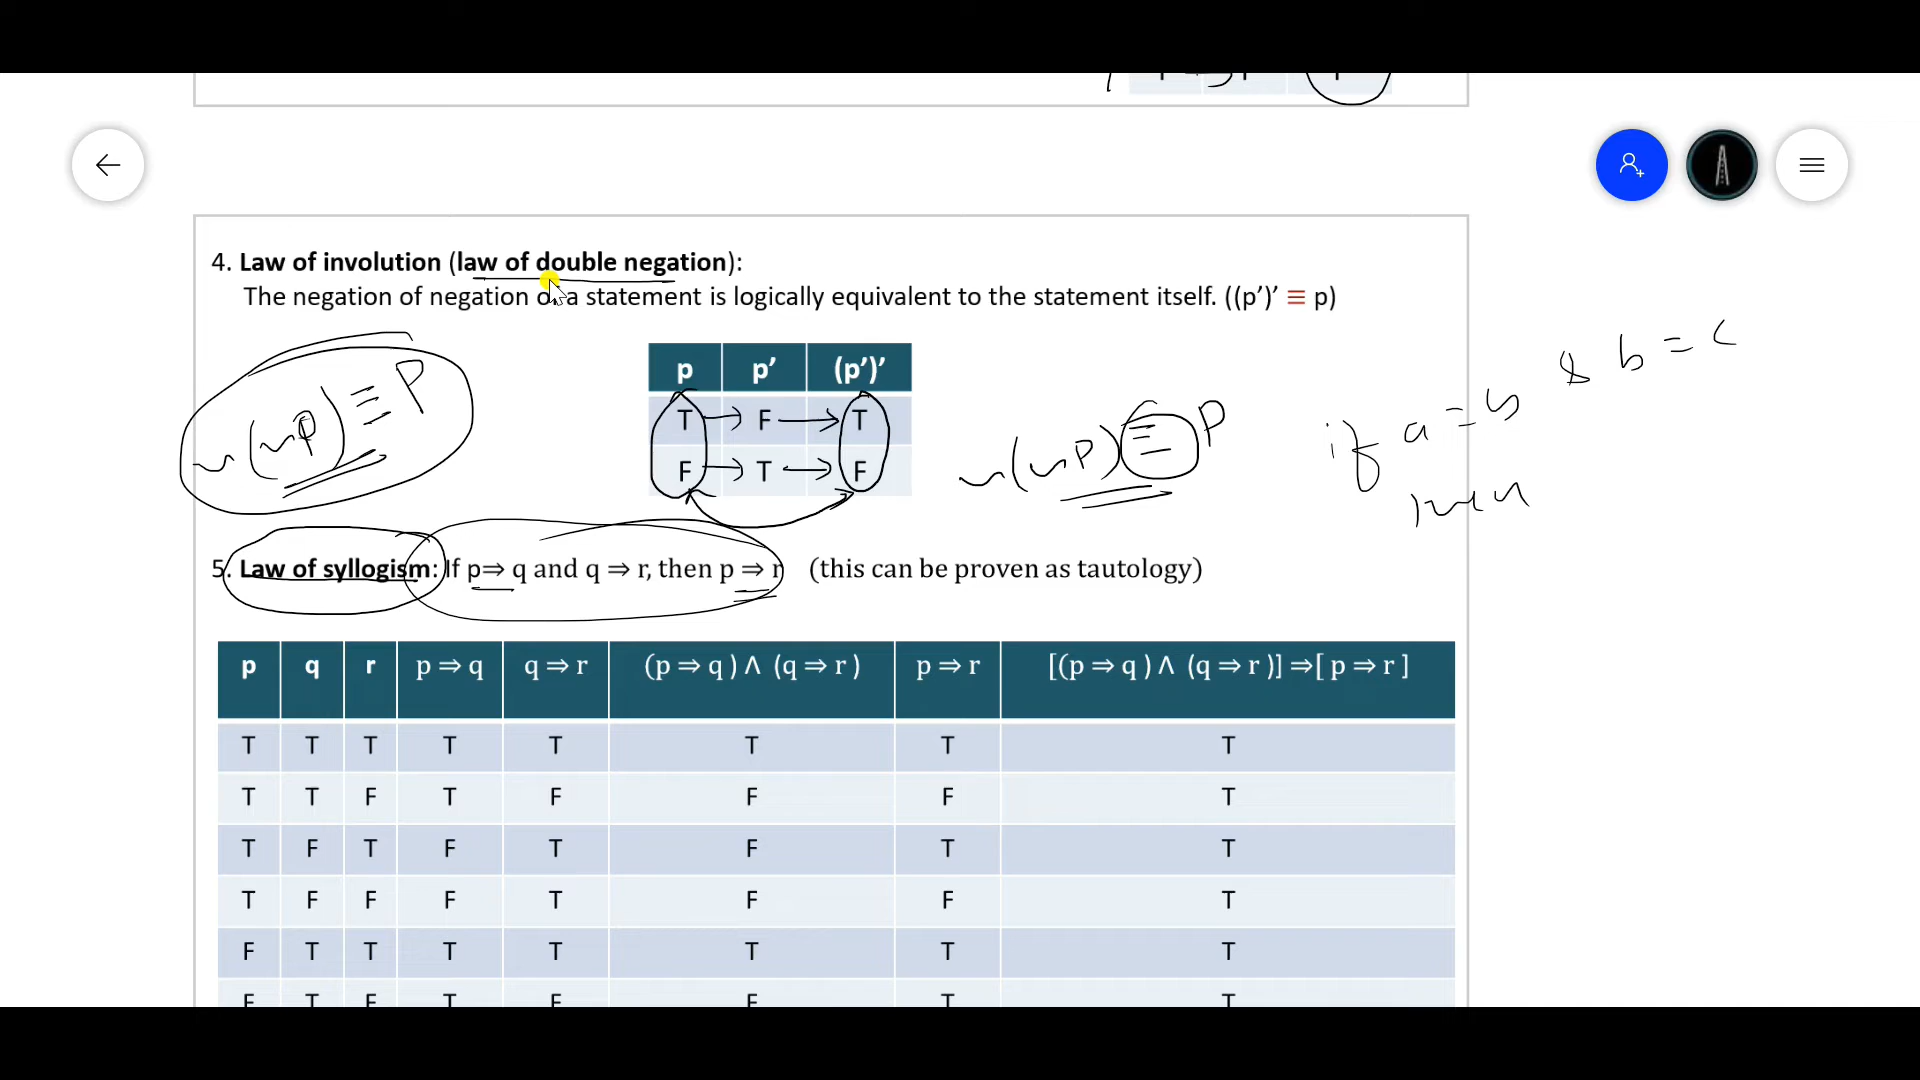 4. Law of involution (law of double negation):
The negation of negation of a statement is logically equivalent to the statement itself. ((p’)’ ≡ p)
~(~p) ≡ P
p p’ (p’)’
T → F → T
F → T → F
~(~P) ≡ P
if a = b & b = c
then
5. Law of syllogism: If p⇒ q and q ⇒ r, then p ⇒ r (this can be proven as tautology)
p q r p ⇒ q q ⇒ r (p ⇒ q ) Λ (q ⇒ r ) p ⇒ r [(p ⇒ q ) Λ (q ⇒ r )] ⇒[ p ⇒ r ]
T T T T T T T T
T T F T F F F T
T F T F T F T T
T F F F T F F T
F T T T T T T T
F T F T F F T T